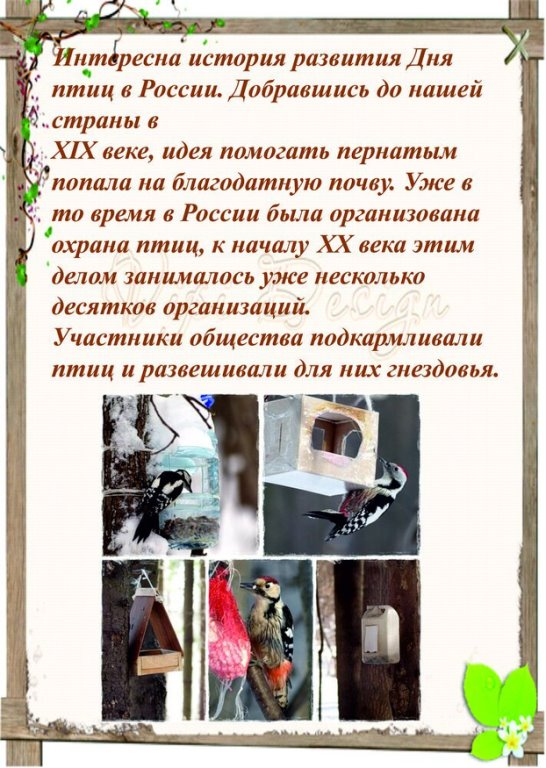 Интересна история развития Дня
птиц в России. Добравшись до нашей
страны в
XIX веке, идея помогать пернатым
попала на благодатную почву. Уже в
то время в России была организована
охрана птиц, к началу XX века этим
делом занималось уже несколько
десятков организаций.
Участники общества подкармливали
птиц и развешивали для них гнездовья.